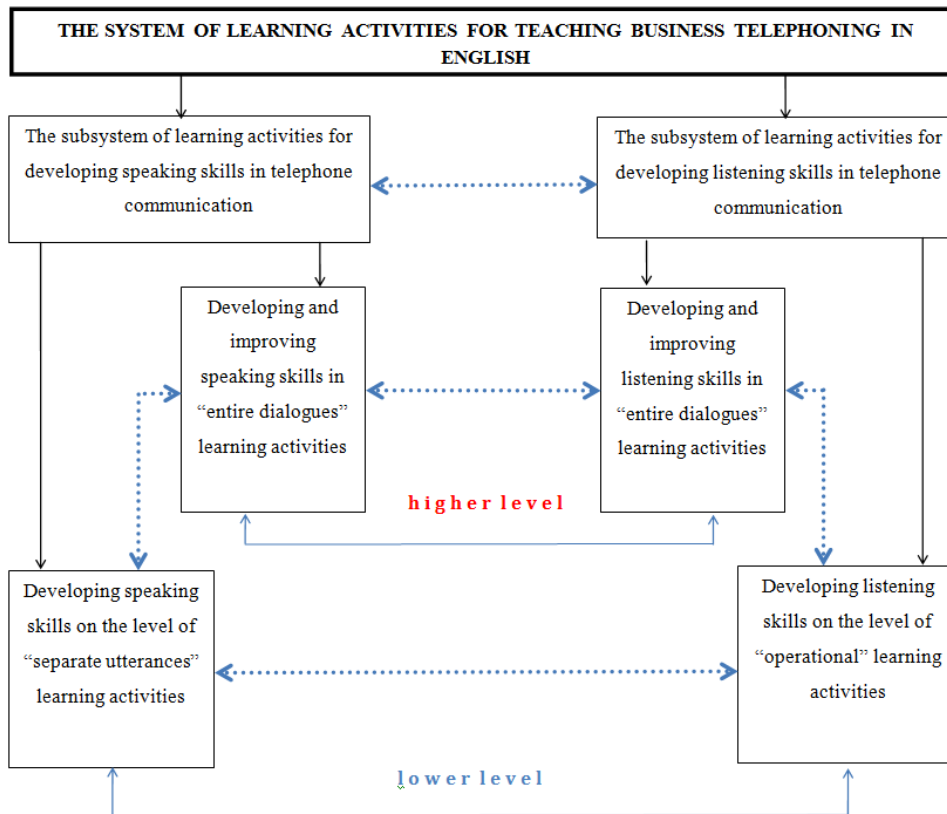 THE SYSTEM OF LEARNING ACTIVITIES FOR TEACHING BUSINESS TELEPHONING IN
ENGLISH
The subsystem of learning activities for
developing speaking skills in telephone
communication
The subsystem of learning activities for
developing listening skills in telephone
communication
Developing and
improving
speaking skills in
“entire dialogues”
learning activities
Developing and
improving
listening skills in
“entire dialogues”
learning activities
higher level
Developing speaking
skills on the level of
“separate utterances”
learning activities
Developing listening
skills on the level of
“operational” learning
activities
lower level